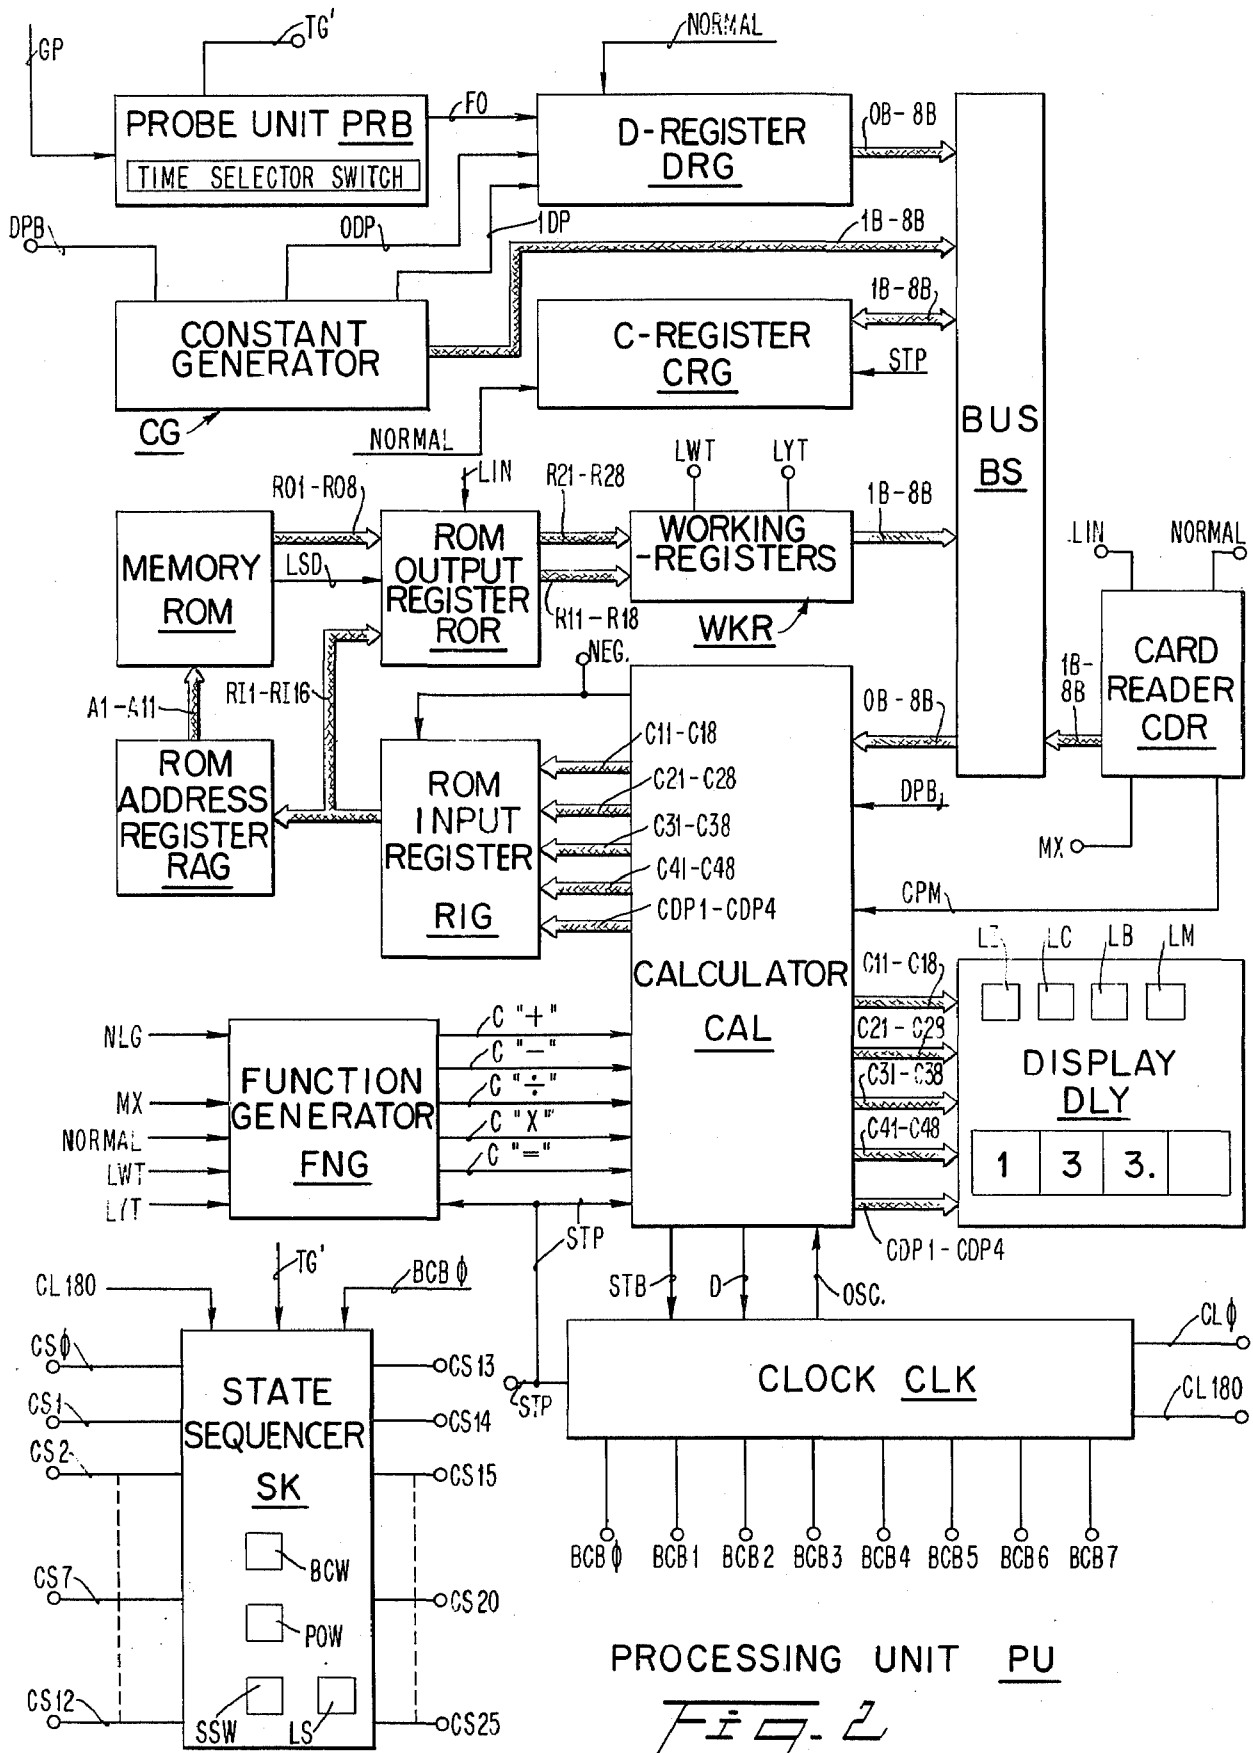 GP
TG'
NORMAL
PROBE UNIT PRB
TIME SELECTOR SWITCH
FO
D-REGISTER
DRG
0B-8B
DPB
ODP
1DP
1B-8B
CONSTANT
GENERATOR
CG
C-REGISTER
CRG
1B-8B
STP
NORMAL
BUS
BS
R01-R08
LIN
R21-R28
LWT
LYT
1B-8B
MEMORY
ROM
LSD
ROM
OUTPUT
REGISTER
ROR
R11-R18
WORKING
-REGISTERS
WKR
LIN
NORMAL
CARD
READER
CDR
1B-
8B
A1-A11
RI1-RI16
NEG.
0B-8B
ROM
ADDRESS
REGISTER
RAG
ROM
INPUT
REGISTER
RIG
C11-C18
C21-C28
C31-C38
C41-C48
CDP1-CDP4
DPB
MX
CPM
CALCULATOR
CAL
C11-C18
C21-C28
C31-C38
C41-C48
CDP1-CDP4
LC
LB
LM
DISPLAY
DLY
1 3 3.
NLG
MX
NORMAL
LWT
LYT
FUNCTION
GENERATOR
FNG
C "+"
C "-"
C "÷"
C "X"
C "="
STP
STB
D
OSC.
CL180
TG'
BCBϕ
CSϕ
CS1
CS2
CS7
CS12
STATE
SEQUENCER
SK
BCW
POW
SSW
LS
CS13
CS14
CS15
CS20
CS25
STP
CLOCK CLK
CLϕ
CL180
BCBϕ
BCB1
BCB2
BCB3
BCB4
BCB5
BCB6
BCB7
PROCESSING UNIT PU
Fig. 2